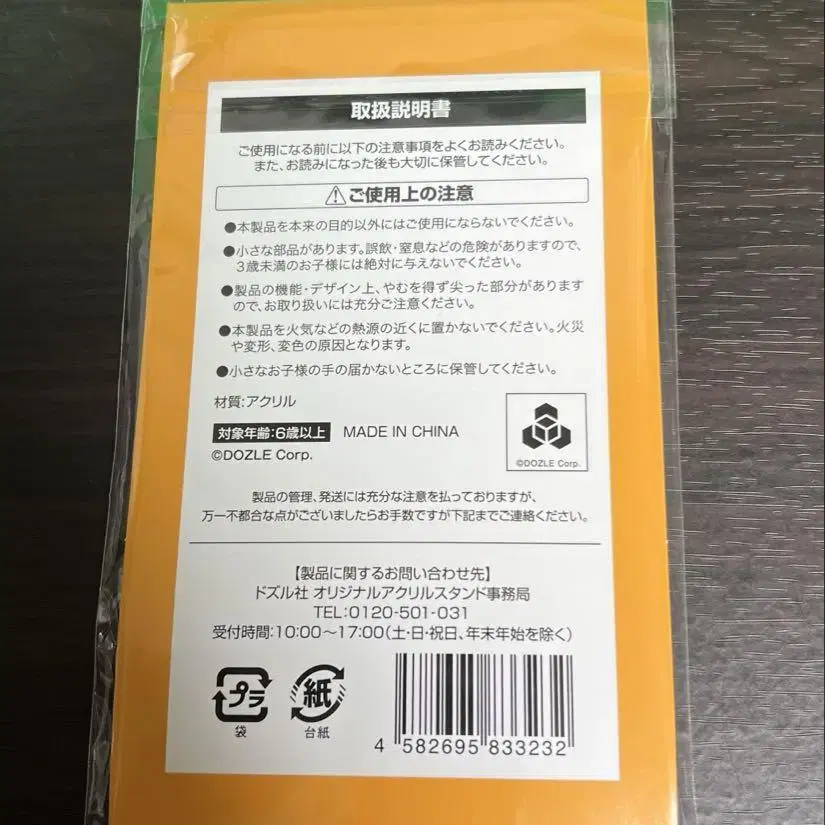 取扱説明書
ご使用になる前に以下の注意事項をよくお読みください。
また、お読みになった後も大切に保管してください。
⚠ご使用上の注意
●本製品を本来の目的以外にはご使用にならないでください。
●小さな部品があります。誤飲・窒息などの危険がありますので、
3歳未満のお子様には絶対に与えないでください。
●製品の機能・デザイン上、やむを得ず尖った部分があります
ので、お取り扱いには充分ご注意ください。
●本製品を火気などの熱源の近くに置かないでください。火災
や変形、変色の原因となります。
●小さなお子様の手の届かないところに保管してください。
材質:アクリル
対象年齢:6歳以上 MADE IN CHINA
©DOZLE Corp.
©DOZLE Corp.
製品の管理、発送には充分な注意を払っておりますが、
万一不都合な点がございましたらお手数ですが下記までご連絡ください。
【製品に関するお問い合わせ先】
ドズル社 オリジナルアクリルスタンド事務局
TEL:0120-501-031
受付時間:10:00〜17:00(土・日・祝日、年末年始を除く)
プラ 紙
袋 台紙
4 582695 833232